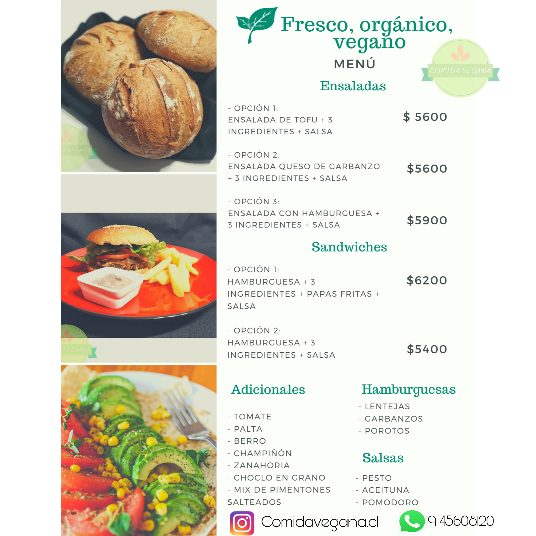 Fresco, orgánico,
vegano
MENÚ
Ensaladas
- OPCIÓN 1:
ENSALADA DE TOFU + 3
INGREDIENTES + SALSA
$ 5600
- OPCIÓN 2:
ENSALADA QUESO DE GARBANZO
+ 3 INGREDIENTES + SALSA
$5600
- OPCIÓN 3:
ENSALADA CON HAMBURGUESA +
3 INGREDIENTES + SALSA
$5900
Sandwiches
- OPCIÓN 1:
HAMBURGUESA + 3
INGREDIENTES + PAPAS FRITAS +
SALSA
$6200
OPCIÓN 2:
HAMBURGUESA + 3
INGREDIENTES + SALSA
$5400
Adicionales
- TOMATE
- PALTA
- BERRO
- CHAMPIÑÓN
- ZANAHORIA
- CHOCLO EN GRANO
- MIX DE PIMENTONES
SALTEADOS
Hamburguesas
- LENTEJAS
- GARBANZOS
- POROTOS
Salsas
- PESTO
- ACEITUNA
- POMODORO
Comidavegana.cl
9 45606120